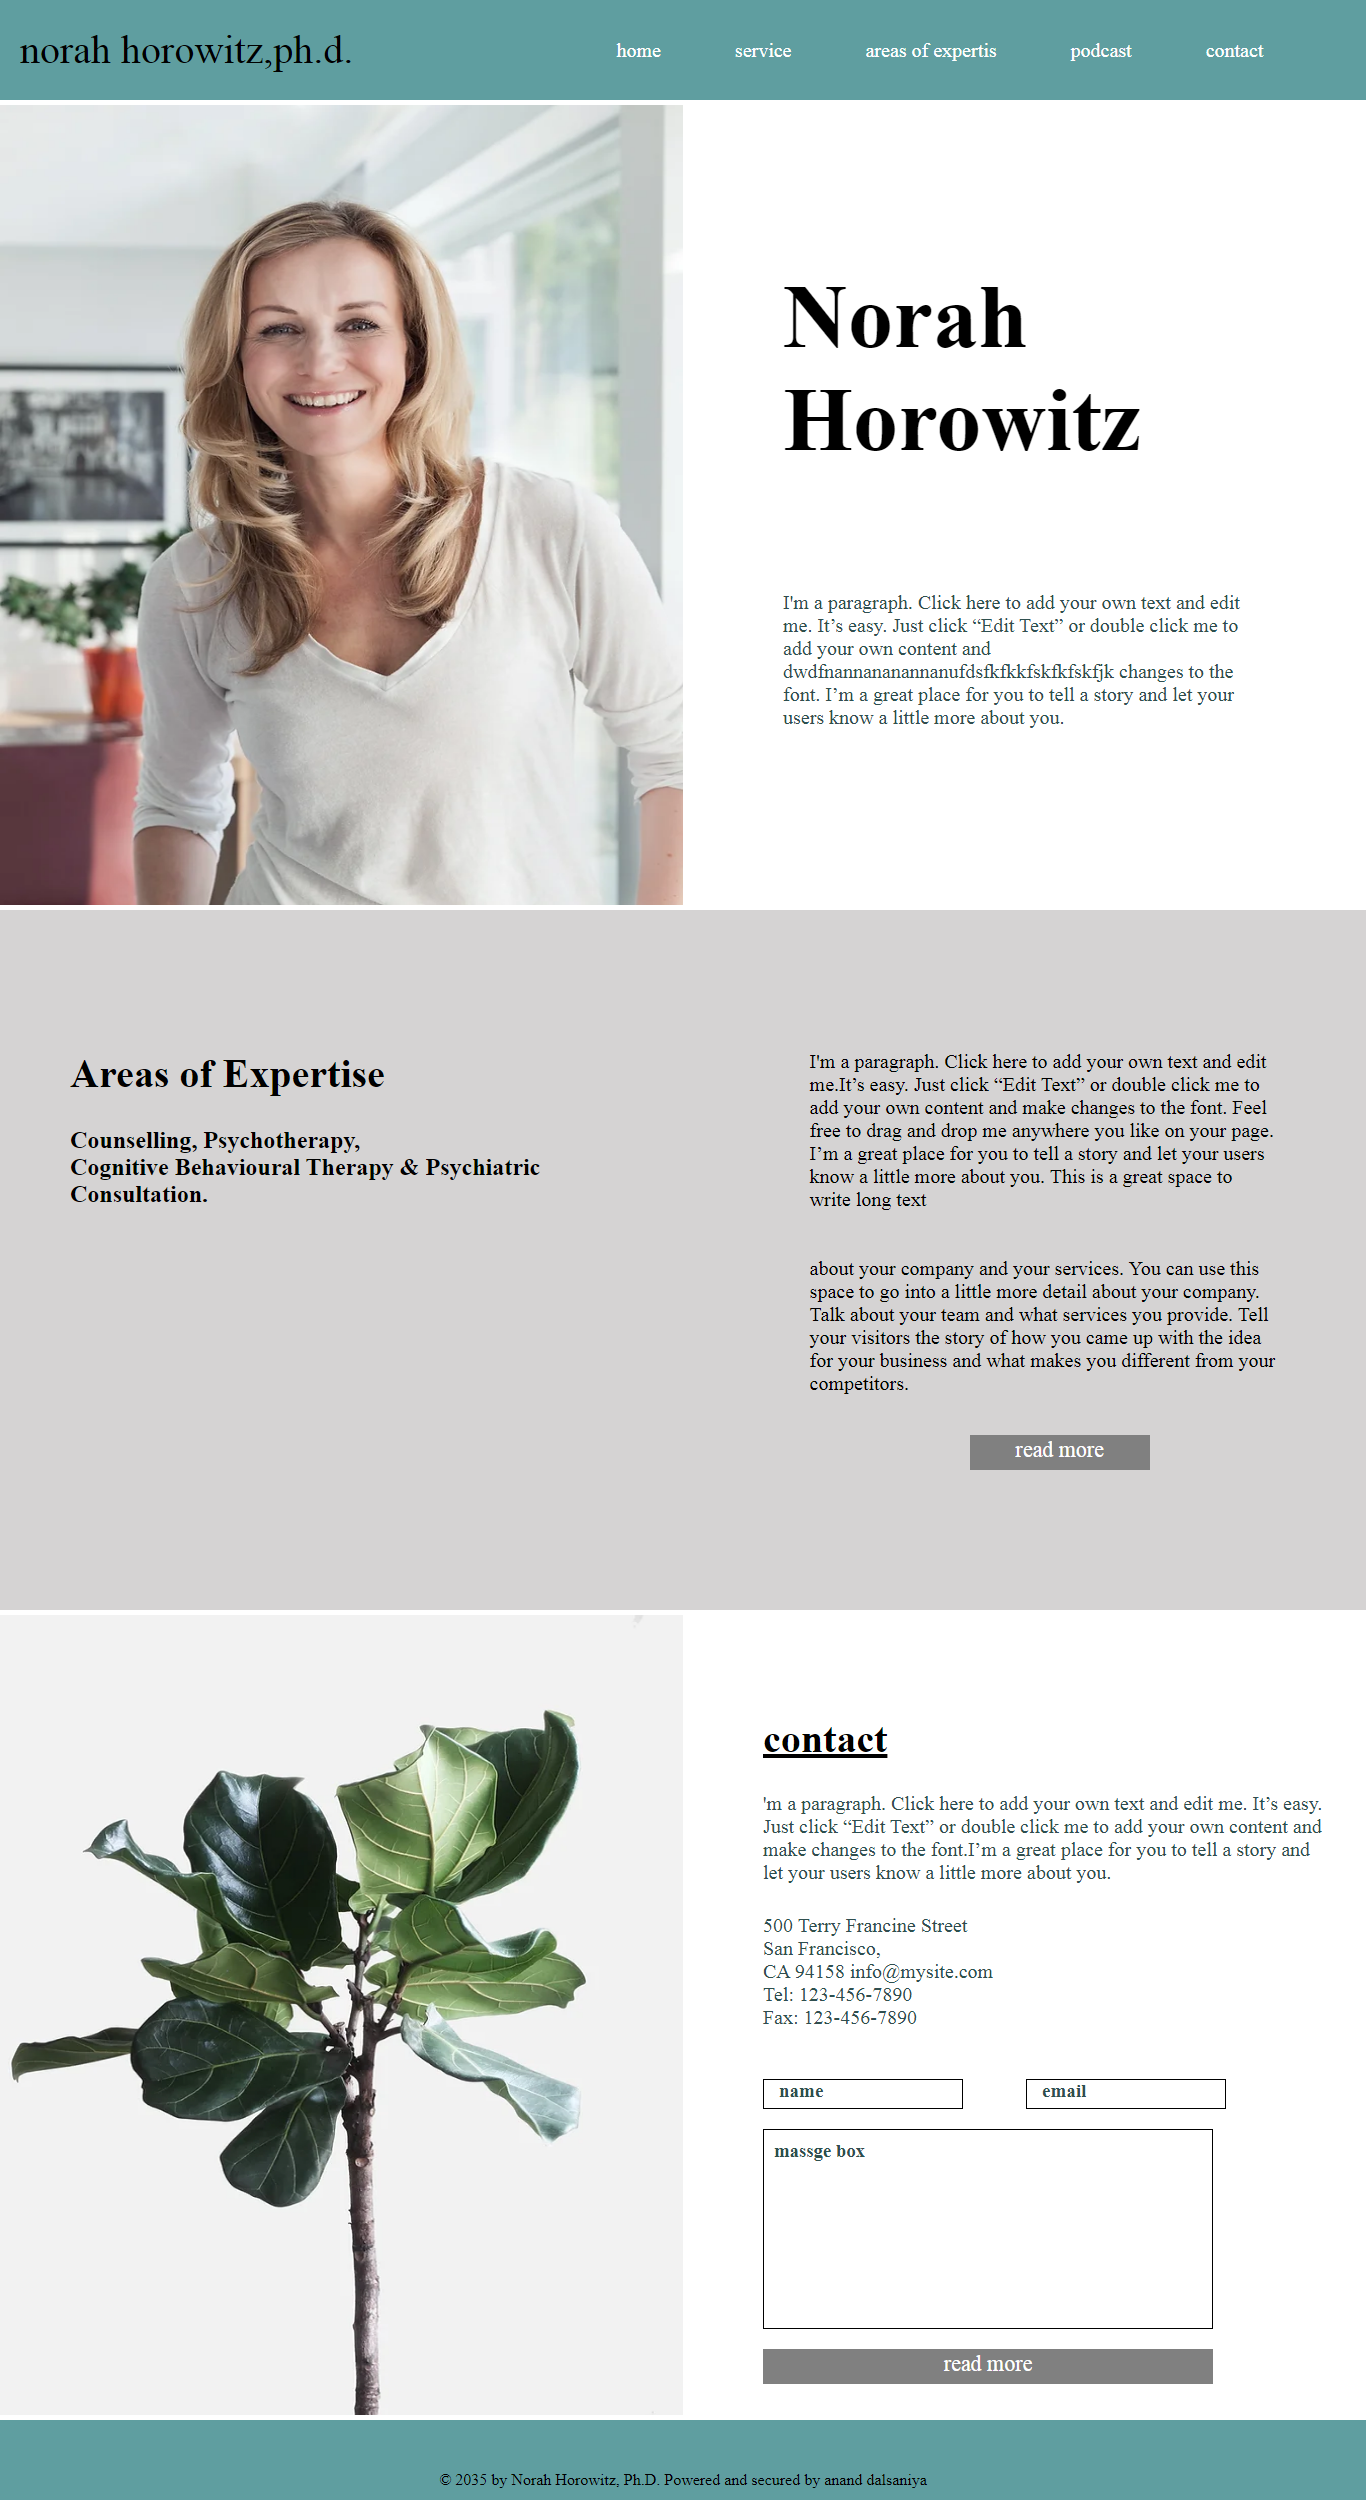 norah horowitz,ph.d.
home service areas of expertis podcast contact
Norah
Horowitz
I'm a paragraph. Click here to add your own text and edit
me. It’s easy. Just click “Edit Text” or double click me to
add your own content and
dwdfnannananannanufdsfkfkkfskfkfskfjk changes to the
font. I’m a great place for you to tell a story and let your
users know a little more about you.
Areas of Expertise
Counselling, Psychotherapy,
Cognitive Behavioural Therapy & Psychiatric
Consultation.
I'm a paragraph. Click here to add your own text and edit
me.It’s easy. Just click “Edit Text” or double click me to
add your own content and make changes to the font. Feel
free to drag and drop me anywhere you like on your page.
I’m a great place for you to tell a story and let your users
know a little more about you. This is a great space to
write long text
about your company and your services. You can use this
space to go into a little more detail about your company.
Talk about your team and what services you provide. Tell
your visitors the story of how you came up with the idea
for your business and what makes you different from your
competitors.
read more
contact
'm a paragraph. Click here to add your own text and edit me. It’s easy.
Just click “Edit Text” or double click me to add your own content and
make changes to the font.I’m a great place for you to tell a story and
let your users know a little more about you.
500 Terry Francine Street
San Francisco,
CA 94158 info@mysite.com
Tel: 123-456-7890
Fax: 123-456-7890
name email
massge box
read more
© 2035 by Norah Horowitz, Ph.D. Powered and secured by anand dalsaniya